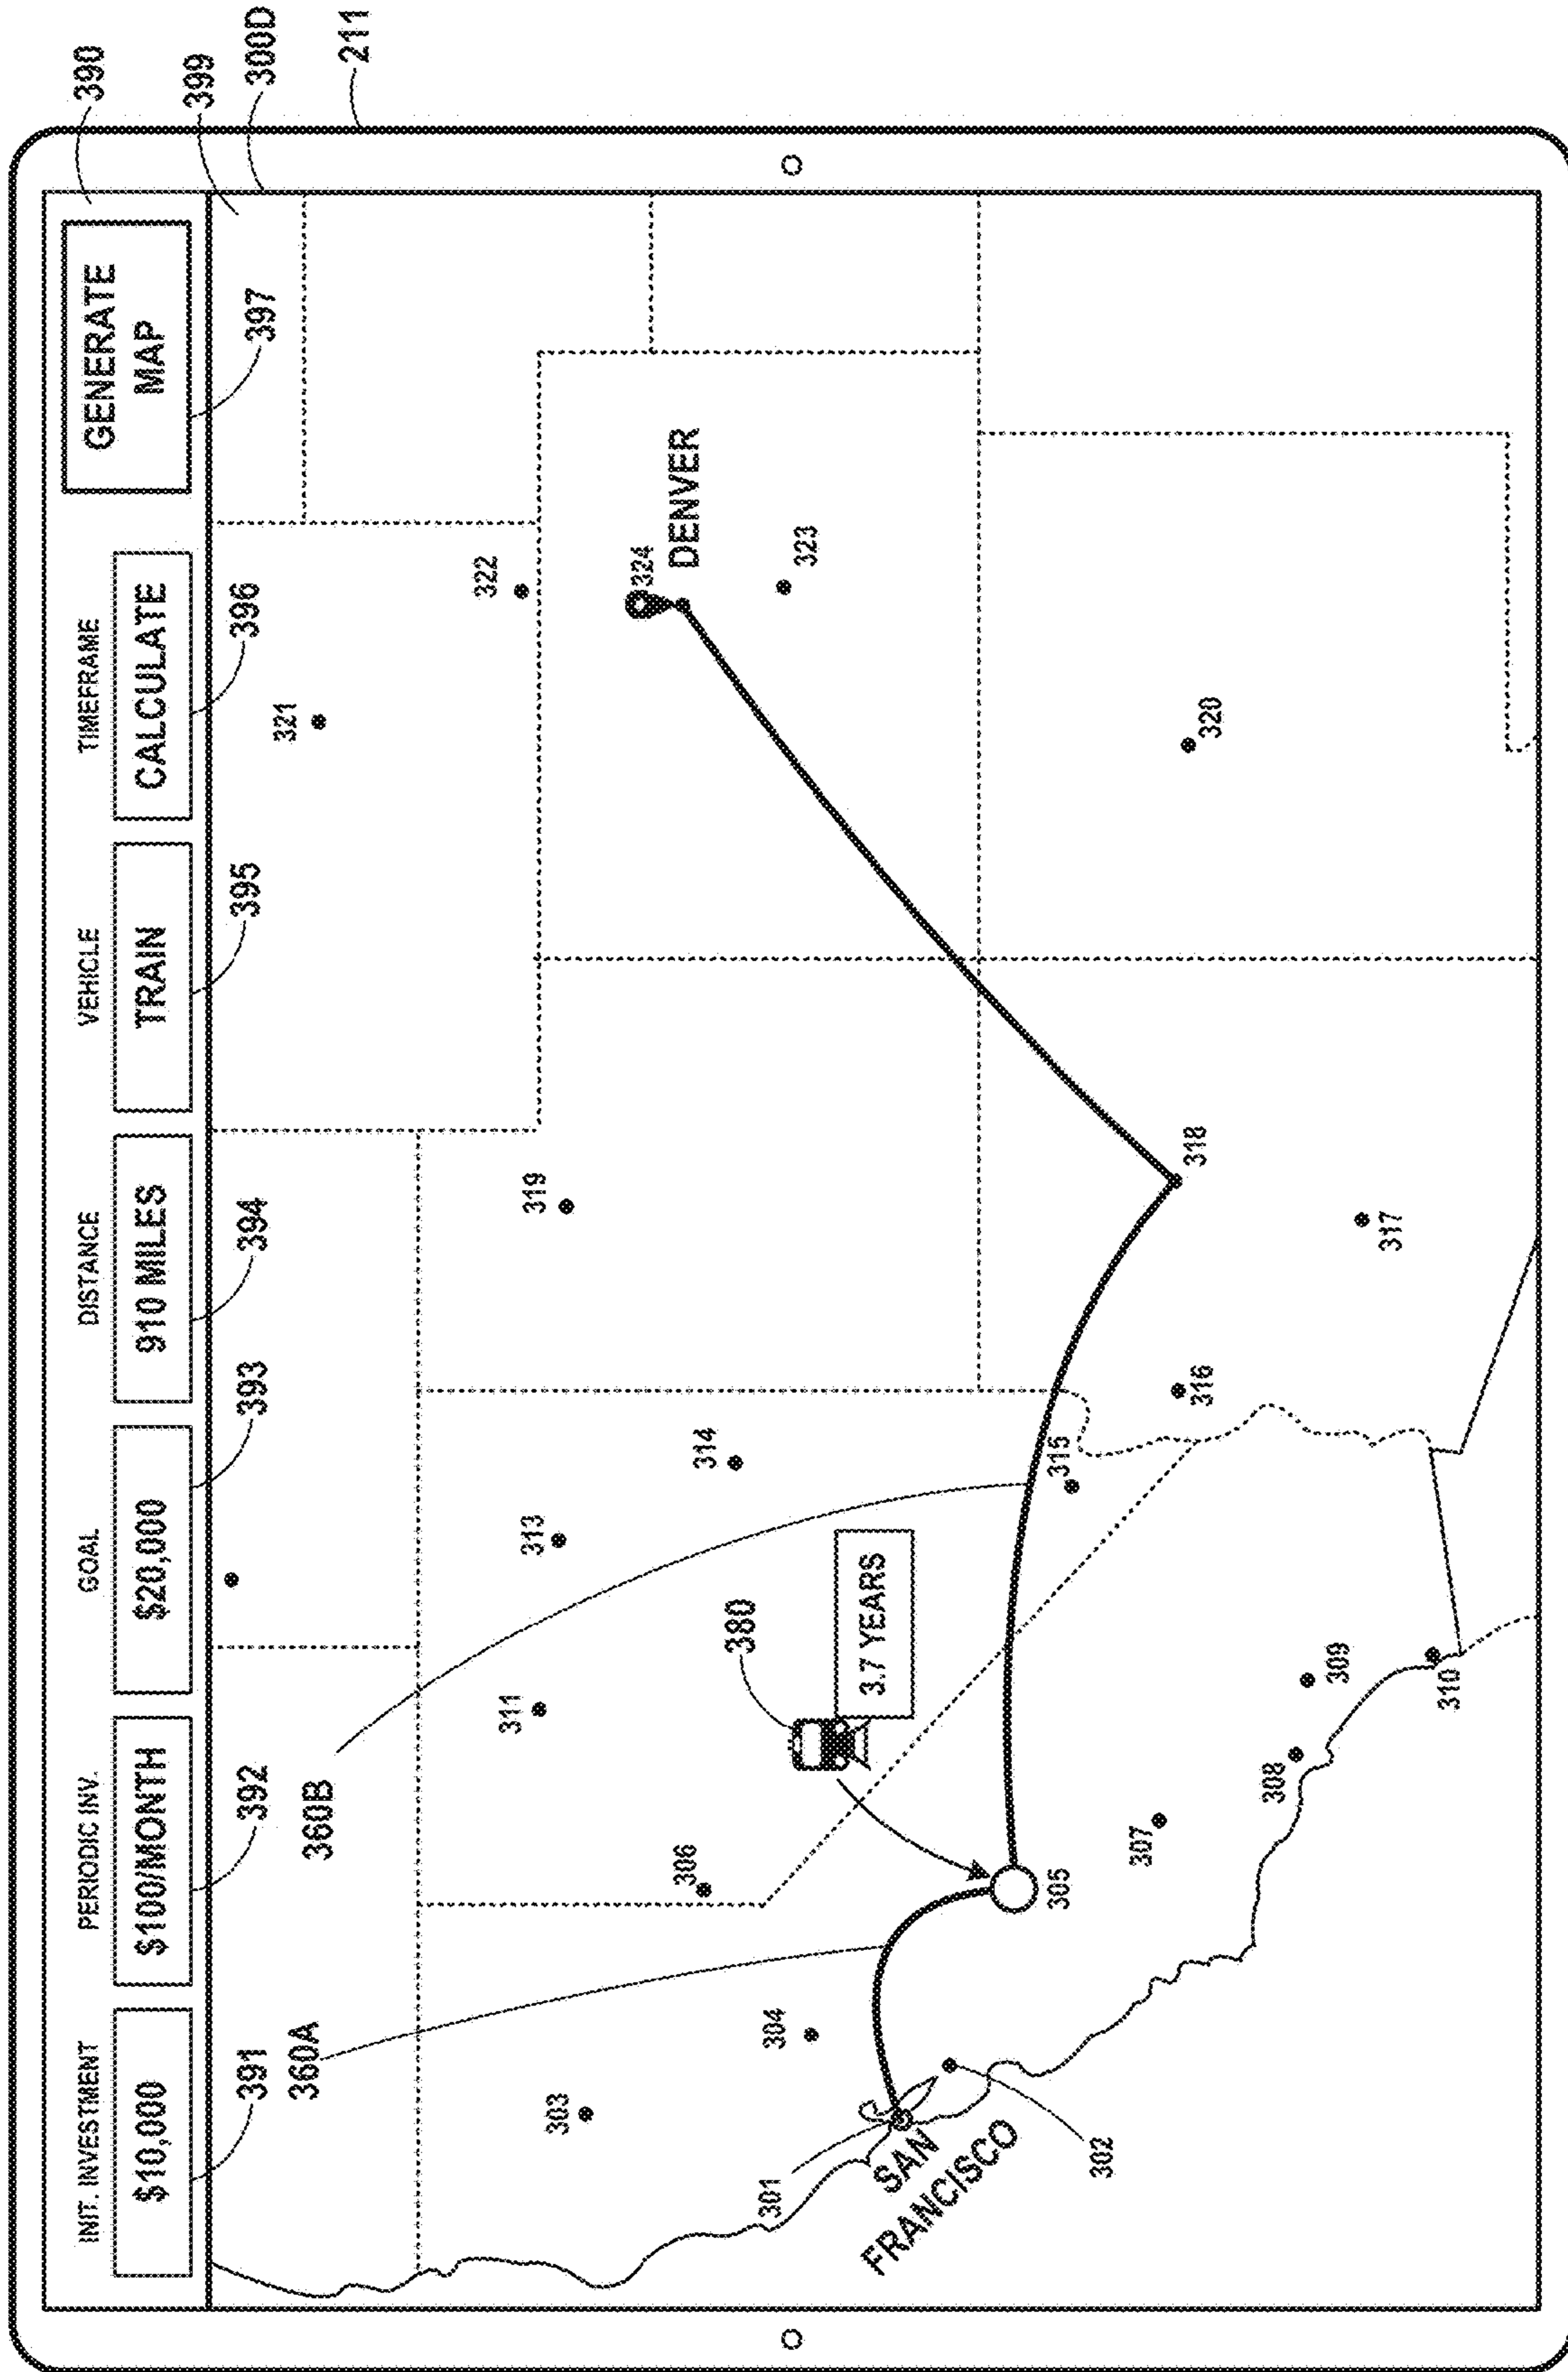 390
399
300D
211
INIT. INVESTMENT
$10,000
391
PERIODIC INV.
$100/MONTH
392
GOAL
$20,000
393
DISTANCE
910 MILES
394
VEHICLE
TRAIN
395
TIMEFRAME
CALCULATE
396
GENERATE
MAP
397
360A
360B
321
322
324
DENVER
323
320
319
318
317
316
315
314
313
311
380
3.7 YEARS
306
305
307
308
309
310
303
304
301
SAN
FRANCISCO
302